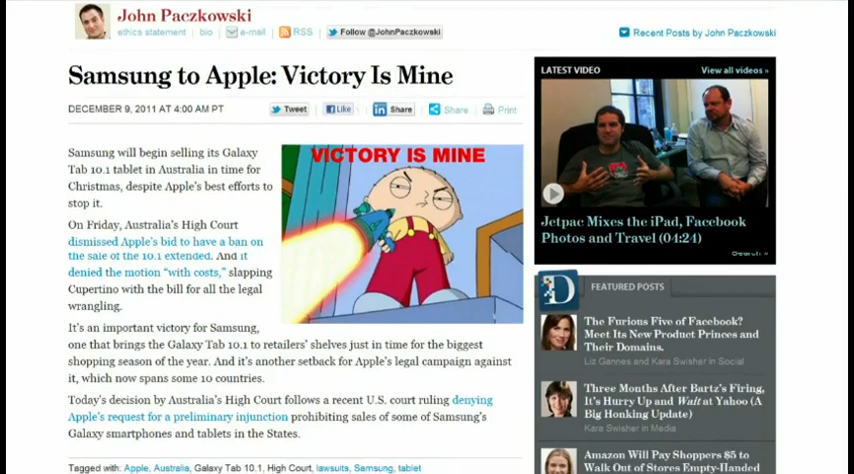 John Paczkowski
ethics statement | bio | e-mail | RSS | Follow @JohnPaczkowski
Recent Posts by John Paczkowski
Samsung to Apple: Victory Is Mine
DECEMBER 9, 2011 AT 4:00 AM PT
Tweet | Like | Share | Share | Print
Samsung will begin selling its Galaxy
Tab 10.1 tablet in Australia in time for
Christmas, despite Apple's best efforts to
stop it.
On Friday, Australia's High Court
dismissed Apple's bid to have a ban on
the sale of the 10.1 extended. And it
denied the motion "with costs," slapping
Cupertino with the bill for all the legal
wrangling.
VICTORY IS MINE
It's an important victory for Samsung,
one that brings the Galaxy Tab 10.1 to retailers' shelves just in time for the biggest
shopping season of the year. And it's another setback for Apple's legal campaign against
it, which now spans some 10 countries.
Today's decision by Australia's High Court follows a recent U.S. court ruling denying
Apple's request for a preliminary injunction prohibiting sales of some of Samsung's
Galaxy smartphones and tablets in the States.
Tagged with: Apple, Australia, Galaxy Tab 10.1, High Court, lawsuits, Samsung, tablet
LATEST VIDEO
View all videos »
Jetpac Mixes the iPad, Facebook
Photos and Travel (04:24)
Search »
D
FEATURED POSTS
The Furious Five of Facebook?
Meet Its New Product Princes and
Their Domains.
Liz Gannes and Kara Swisher in Social
Three Months After Bartz's Firing,
It's Hurry Up and Wait at Yahoo (A
Big Honking Update)
Kara Swisher in Media
Amazon Will Pay Shoppers $5 to
Walk Out of Stores Empty-Handed